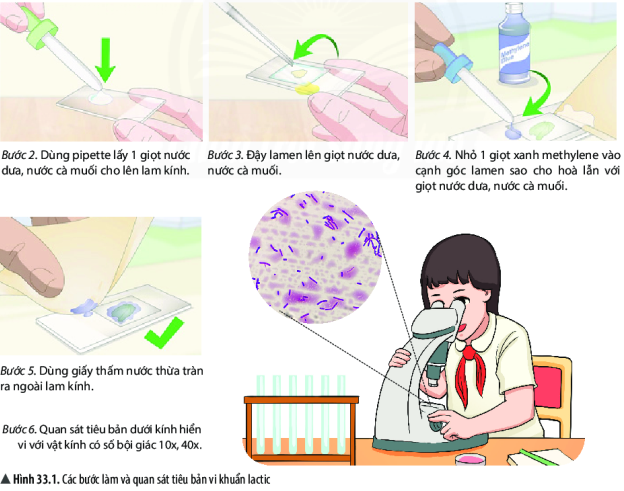 Methylene
Blue
Bước 2. Dùng pipette lấy 1 giọt nước
dưa, nước cà muối cho lên lam kính.
Bước 3. Đậy lamen lên giọt nước dưa,
nước cà muối.
Bước 4. Nhỏ 1 giọt xanh methylene vào
cạnh góc lamen sao cho hoà lẫn với
giọt nước dưa, nước cà muối.
Bước 5. Dùng giấy thấm nước thừa tràn
ra ngoài lam kính.
Bước 6. Quan sát tiêu bản dưới kính hiển
vi với vật kính có số bội giác 10x, 40x.
▲ Hình 33.1. Các bước làm và quan sát tiêu bản vi khuẩn lactic